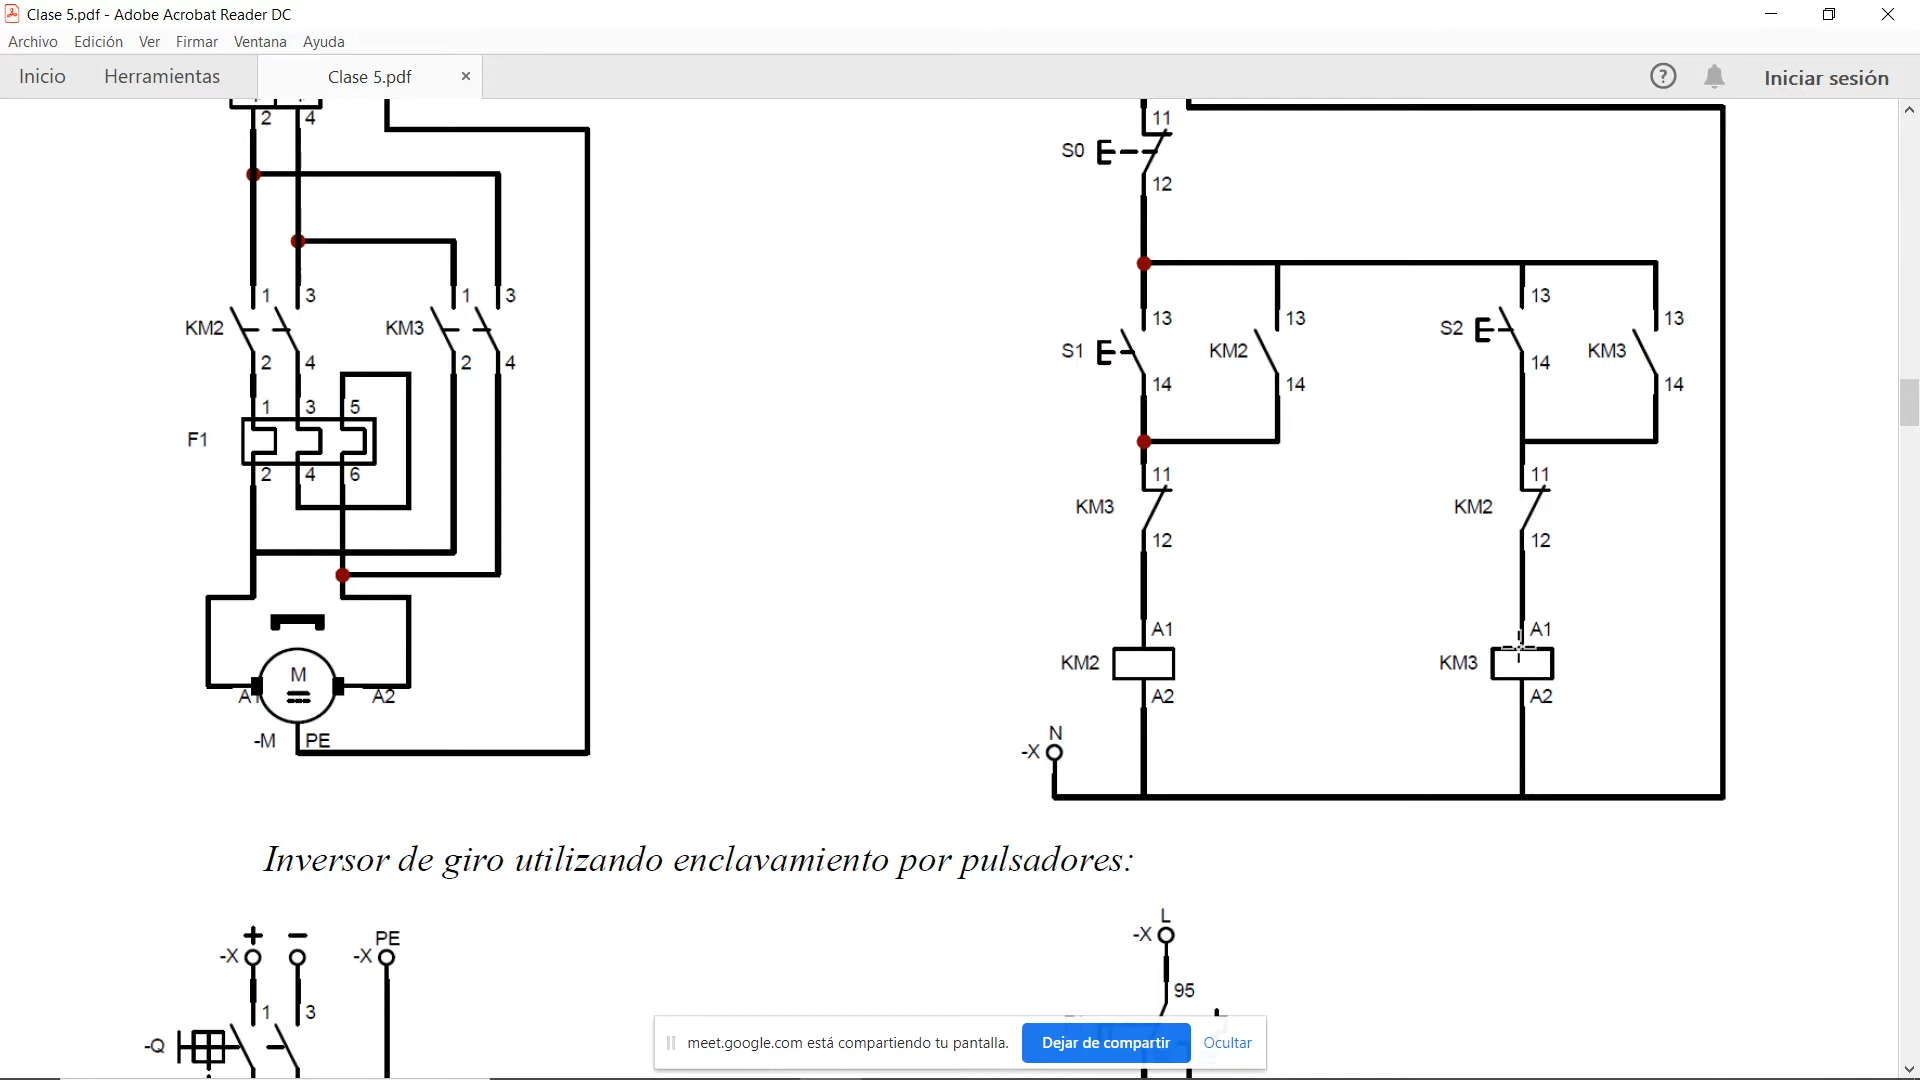 Clase 5.pdf - Adobe Acrobat Reader DC
Archivo Edición Ver Firmar Ventana Ayuda
Inicio Herramientas Clase 5.pdf × ? Iniciar sesión
2 4
11
S0
12
1 3 1 3
KM2 KM3
2 4 2 4
13 13 13 13
S1 KM2 S2 KM3
14 14 14 14
1 3 5
F1
2 4 6
11 11
KM3 KM2
12 12
A1 A1
KM2 KM3
A2 A2
M
A1 A2
-M PE
N
-X
Inversor de giro utilizando enclavamiento por pulsadores:
+ − PE
-X -X
L
-X
95
1 3
-Q
meet.google.com está compartiendo tu pantalla. Dejar de compartir Ocultar